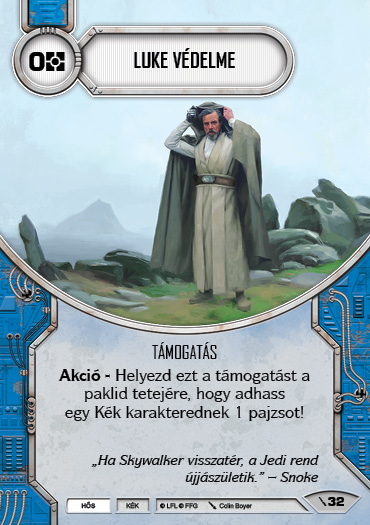 0
LUKE VÉDELME
TÁMOGATÁS
Akció - Helyezd ezt a támogatást a
paklid tetejére, hogy adhass
egy Kék karakterednek 1 pajzsot!
„Ha Skywalker visszatér, a Jedi rend
újjászületik.” – Snoke
HŐS KÉK © LFL © FFG Colin Boyer 32